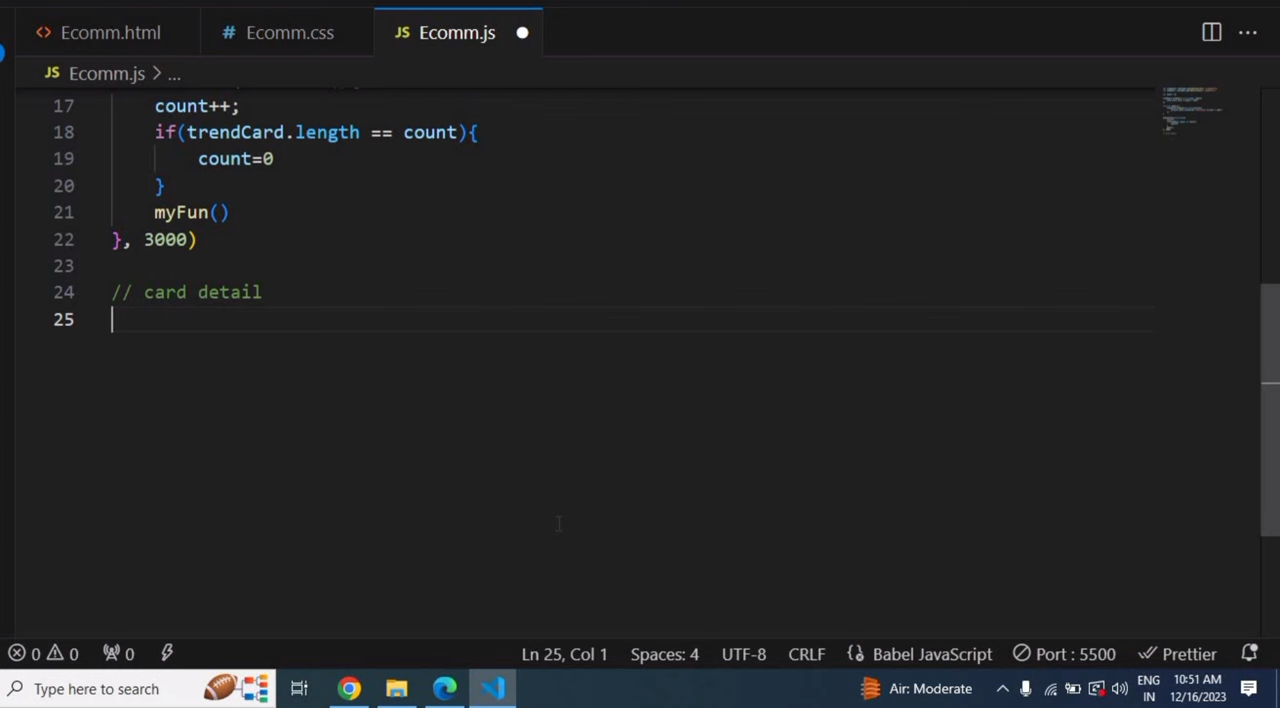 Ecomm.html
# Ecomm.css
JS Ecomm.js
JS Ecomm.js > ...
17 count++;
18 if(trendCard.length == count){
19 count=0
20 }
21 myFun()
22 }, 3000)
23
24 // card detail
25
0 0 0 Ln 25, Col 1 Spaces: 4 UTF-8 CRLF Babel JavaScript Port : 5500 Prettier
Type here to search Air: Moderate ENG IN 10:51 AM 12/16/2023